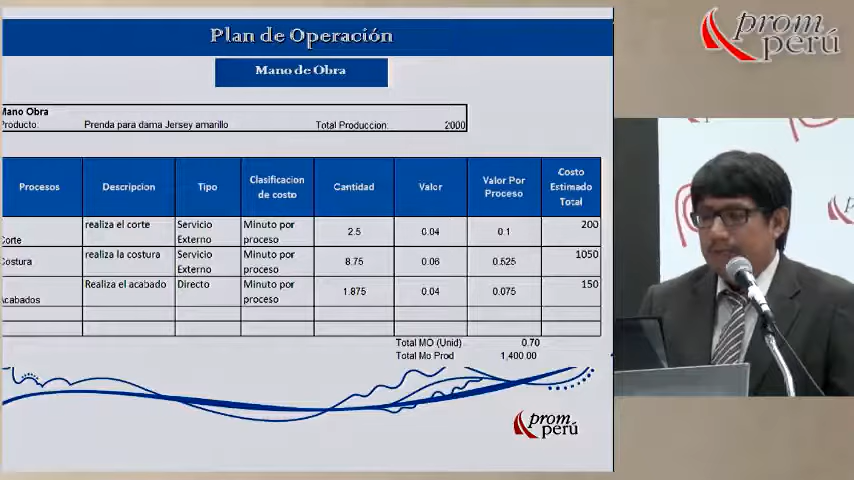 Plan de Operación
Mano de Obra
Mano Obra
Producto: Prenda para dama Jersey amarillo Total Produccion: 2000
Procesos Descripcion Tipo Clasificacion de costo Cantidad Valor Valor Por Proceso Costo Estimado Total
Corte realiza el corte Servicio Externo Minuto por proceso 2.5 0.04 0.1 200
Costura realiza la costura Servicio Externo Minuto por proceso 8.75 0.06 0.525 1050
Acabados Realiza el acabado Directo Minuto por proceso 1.875 0.04 0.075 150
Total MO (Unid) 0.70
Total Mo Prod 1,400.00
prom
perú
prom
perú